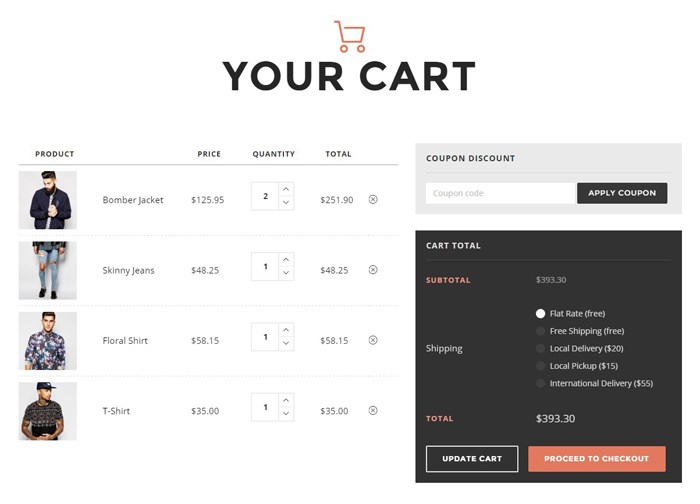 YOUR CART
PRODUCT PRICE QUANTITY TOTAL
Bomber Jacket $125.95 2 $251.90
Skinny Jeans $48.25 1 $48.25
Floral Shirt $58.15 1 $58.15
T-Shirt $35.00 1 $35.00
COUPON DISCOUNT
Coupon code APPLY COUPON
CART TOTAL
SUBTOTAL $393.30
Shipping
Flat Rate (free)
Free Shipping (free)
Local Delivery ($20)
Local Pickup ($15)
International Delivery ($55)
TOTAL $393.30
UPDATE CART PROCEED TO CHECKOUT